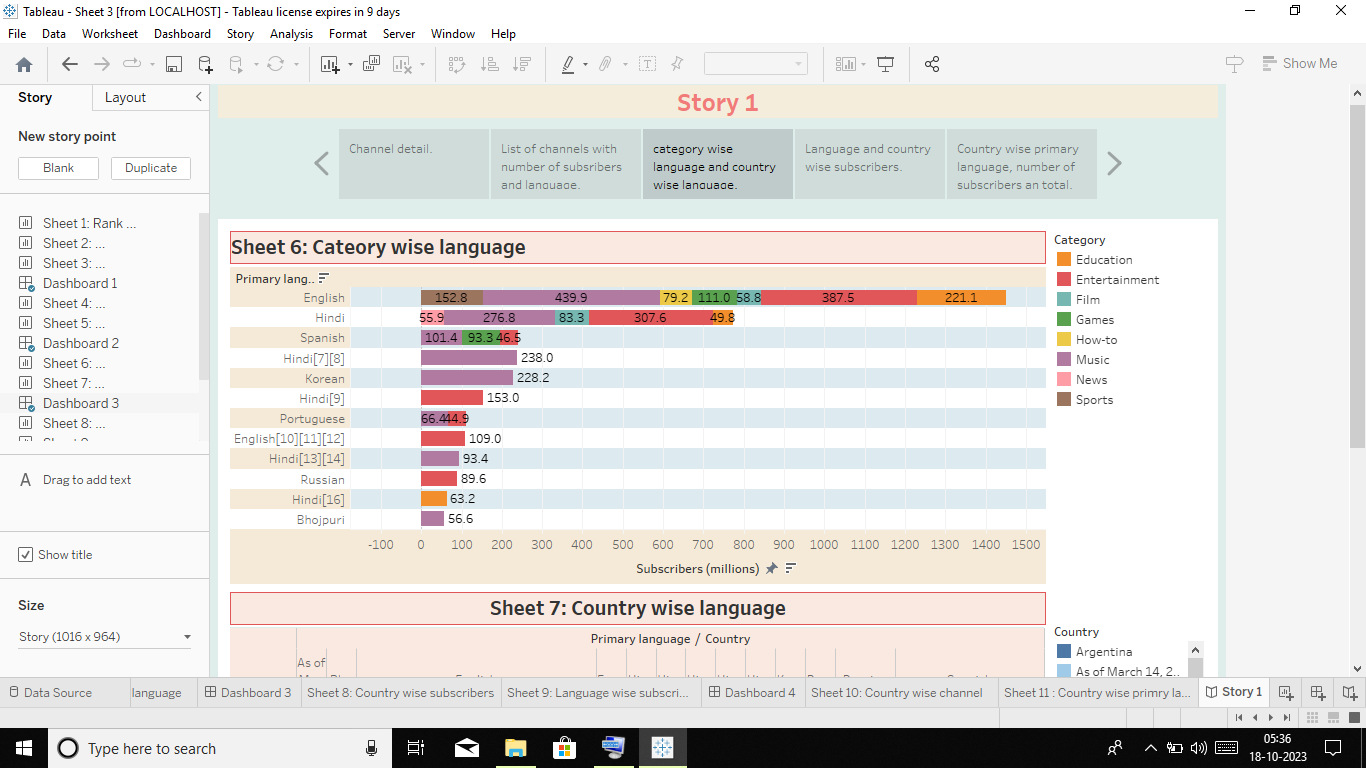 Tableau - Sheet 3 [from LOCALHOST] - Tableau license expires in 9 days
File Data Worksheet Dashboard Story Analysis Format Server Window Help
Show Me
Story Layout
New story point
Blank Duplicate
Sheet 1: Rank ...
Sheet 2: ...
Sheet 3: ...
Dashboard 1
Sheet 4: ...
Sheet 5: ...
Dashboard 2
Sheet 6: ...
Sheet 7: ...
Dashboard 3
Sheet 8: ...
A Drag to add text
Show title
Size
Story (1016 x 964)
Story 1
Channel detail.
List of channels with
number of subsribers
and language.
category wise
language and country
wise language.
Language and country
wise subscribers.
Country wise primary
language, number of
subscribers an total.
Sheet 6: Cateory wise language
Primary lang..
English 152.8 439.9 79.2 111.0 58.8 387.5 221.1
Hindi 55.9 276.8 83.3 307.6 49.8
Spanish 101.4 93.3 46.5
Hindi[7][8] 238.0
Korean 228.2
Hindi[9] 153.0
Portuguese 66.4 44.9
English[10][11][12] 109.0
Hindi[13][14] 93.4
Russian 89.6
Hindi[16] 63.2
Bhojpuri 56.6
-100 0 100 200 300 400 500 600 700 800 900 1000 1100 1200 1300 1400 1500
Subscribers (millions)
Category
Education
Entertainment
Film
Games
How-to
Music
News
Sports
Sheet 7: Country wise language
Primary language / Country
As of
Country
Argentina
As of March 14, 2..
Data Source language Dashboard 3 Sheet 8: Country wise subscribers Sheet 9: Language wise subscri... Dashboard 4 Sheet 10: Country wise channel Sheet 11 : Country wise primry la... Story 1
Type here to search
05:36
18-10-2023